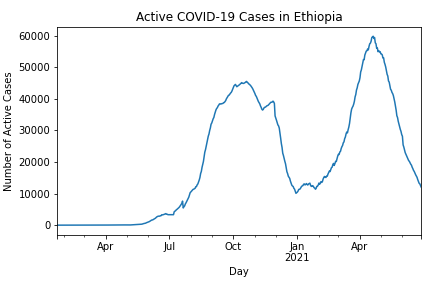 Active COVID-19 Cases in Ethiopia
Number of Active Cases
60000
50000
40000
30000
20000
10000
0
Apr
Jul
Oct
Jan
2021
Apr
Day